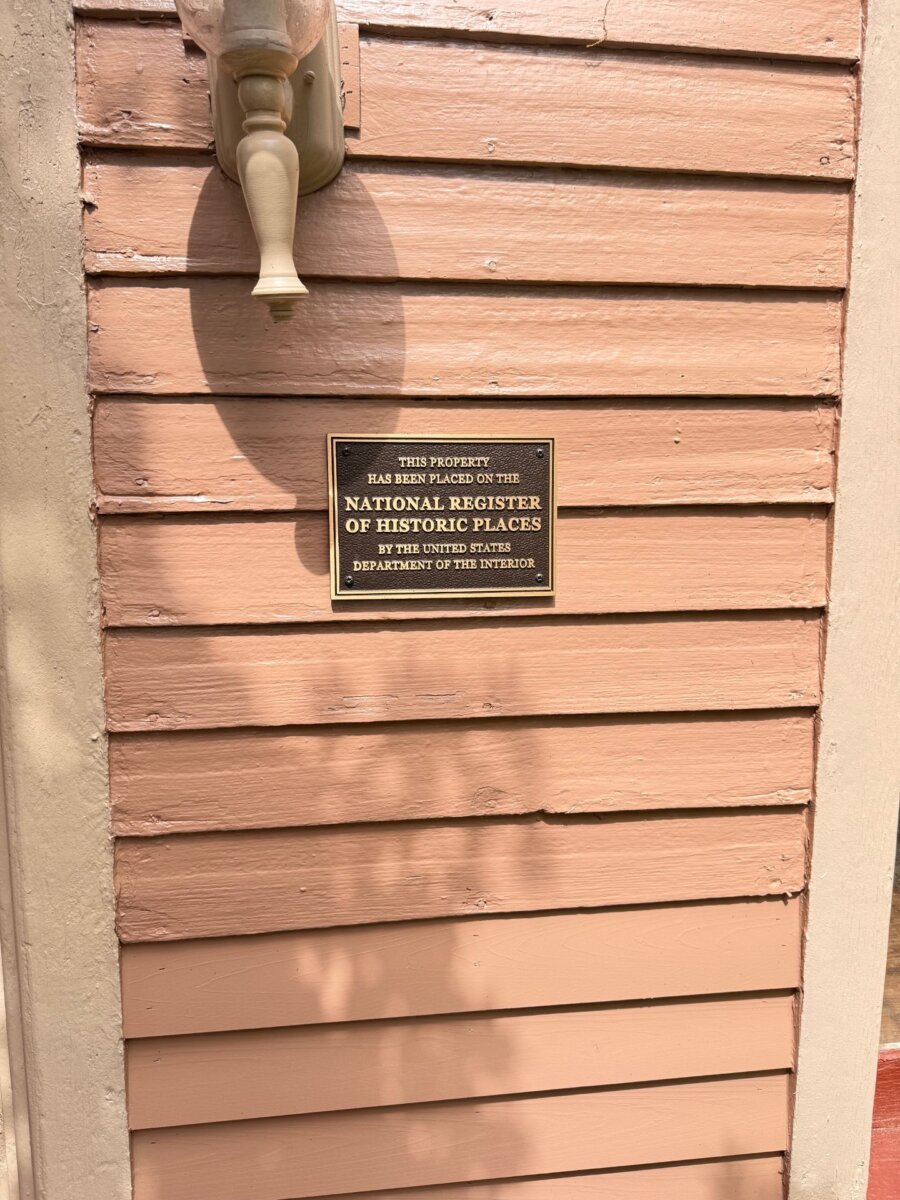 THIS PROPERTY
HAS BEEN PLACED ON THE
NATIONAL REGISTER
OF HISTORIC PLACES
BY THE UNITED STATES
DEPARTMENT OF THE INTERIOR